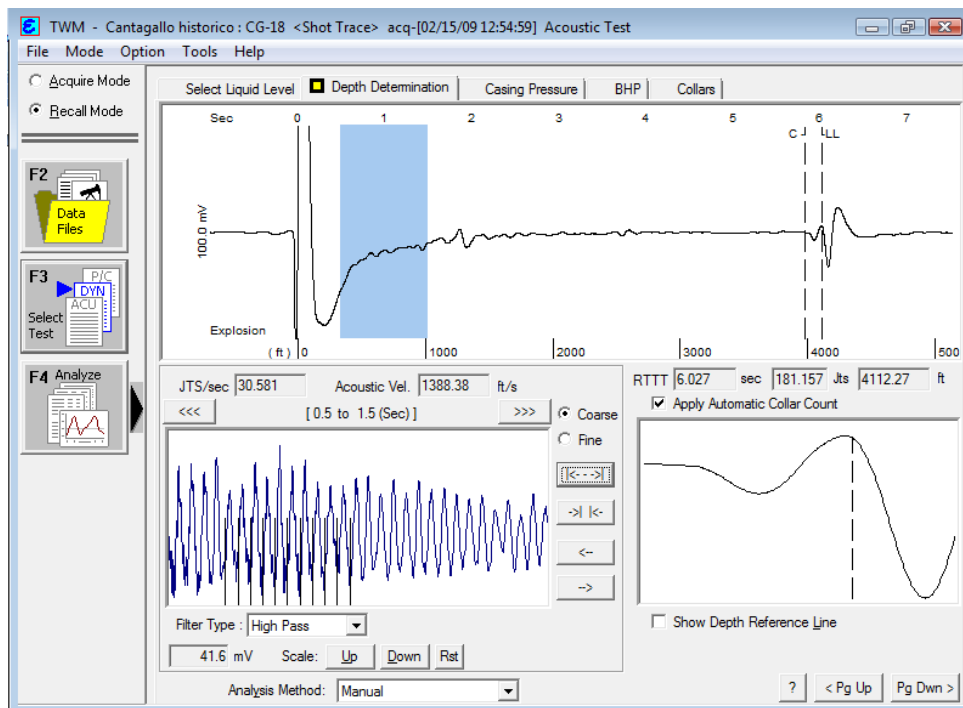 TWM - Cantagallo historico : CG-18 <Shot Trace> acq-[02/15/09 12:54:59] Acoustic Test
File Mode Option Tools Help
Acquire Mode
Recall Mode
F2
Data
Files
F3
P/C
DYN
ACU
Select
Test
F4 Analyze
Select Liquid Level Depth Determination Casing Pressure BHP Collars
Sec 0 1 2 3 4 5 6 7
C LL
100.0 mV
Explosion
(ft) 0 1000 2000 3000 4000 500
JTS/sec 30.581 Acoustic Vel. 1388.38 ft/s
<<< [ 0.5 to 1.5 (Sec) ] >>>
Coarse
Fine
|<--->|
->| |<-
<--
-->
Filter Type : High Pass
41.6 mV Scale: Up Down Rst
Analysis Method: Manual
RTTT 6.027 sec 181.157 Jts 4112.27 ft
Apply Automatic Collar Count
Show Depth Reference Line
? < Pg Up Pg Dwn >